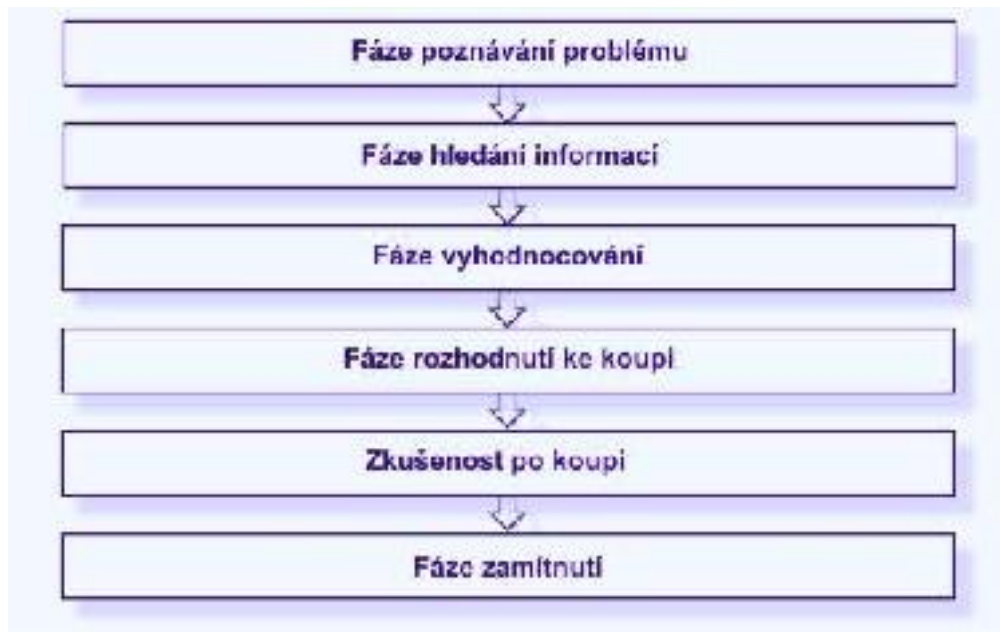 Fáze poznávání problému
Fáze hledání informací
Fáze vyhodnocování
Fáze rozhodnutí ke koupi
Zkušenost po koupi
Fáze zamítnutí